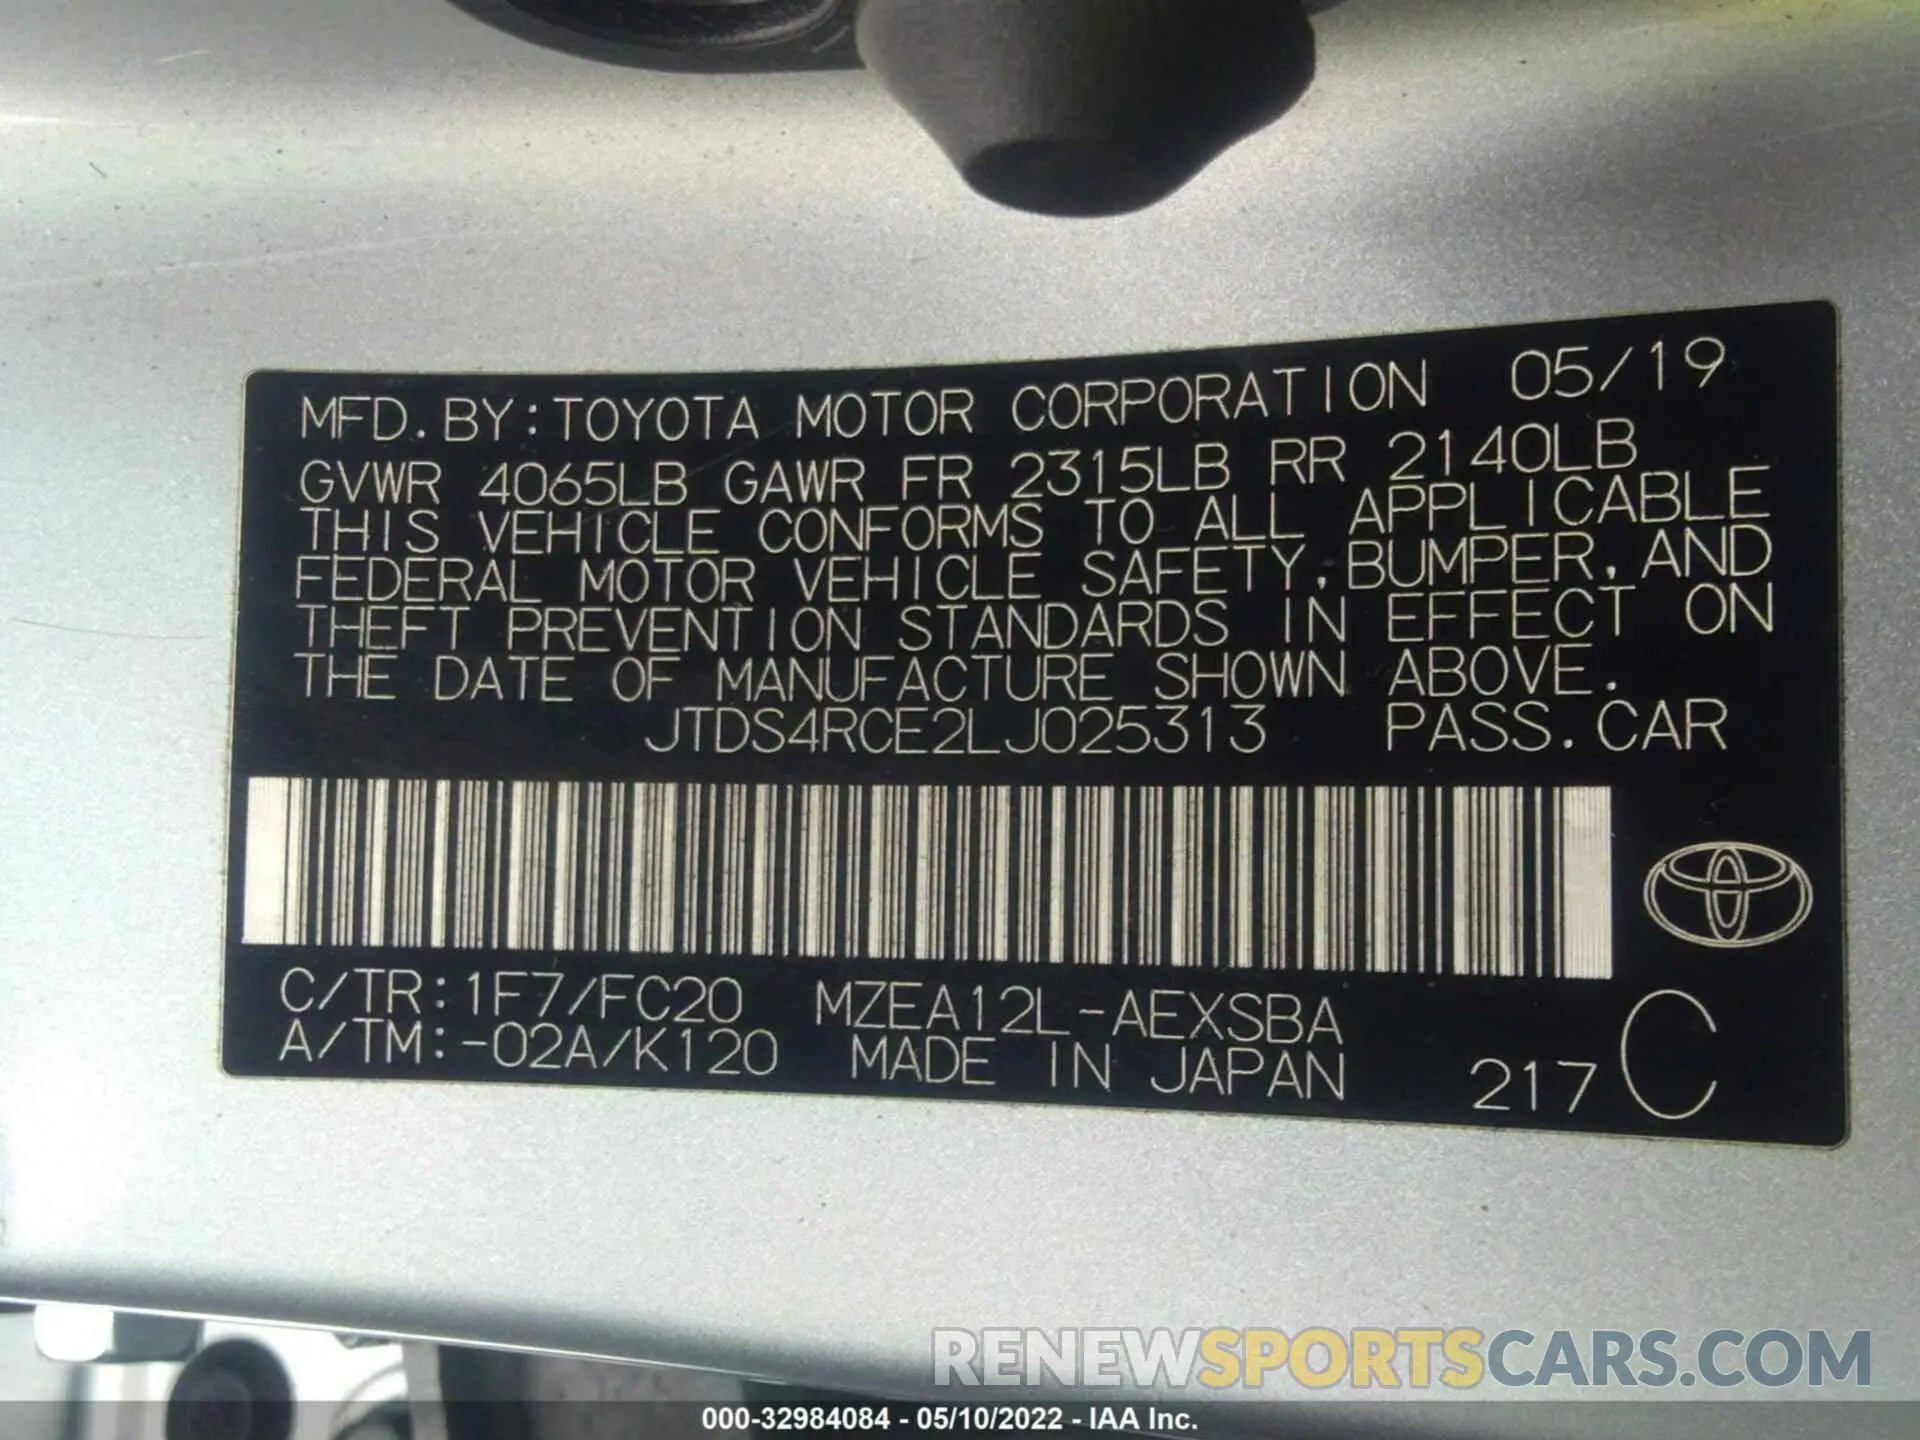 MFD.BY:TOYOTA MOTOR CORPORATION 05/19
GVWR 4065LB GAWR FR 2315LB RR 2140LB
THIS VEHICLE CONFORMS TO ALL APPLICABLE
FEDERAL MOTOR VEHICLE SAFETY,BUMPER,AND
THEFT PREVENTION STANDARDS IN EFFECT ON
THE DATE OF MANUFACTURE SHOWN ABOVE.
JTDS4RCE2LJ025313 PASS.CAR
C/TR:1F7/FC20 MZEA12L-AEXSBA
A/TM:-02A/K120 MADE IN JAPAN 217 C
RENEWSPORTSCARS.COM
000-32984084 - 05/10/2022 - IAA Inc.